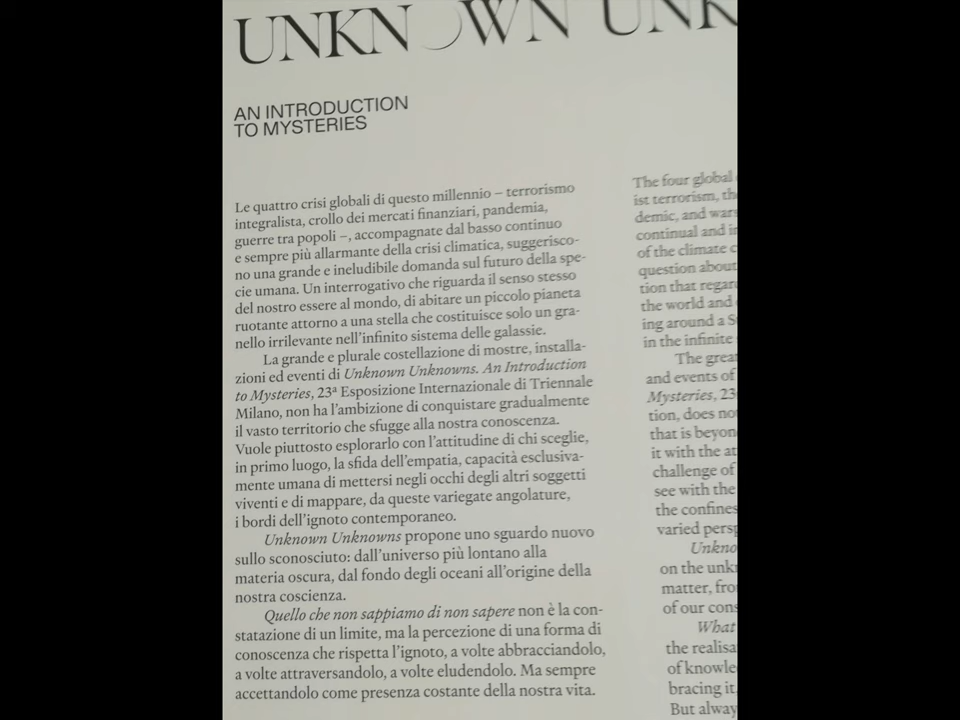 UNKNOWN UNK
AN INTRODUCTION
TO MYSTERIES
Le quattro crisi globali di questo millennio – terrorismo
integralista, crollo dei mercati finanziari, pandemia,
guerre tra popoli –, accompagnate dal basso continuo
e sempre più allarmante della crisi climatica, suggerisco-
no una grande e ineludibile domanda sul futuro della spe-
cie umana. Un interrogativo che riguarda il senso stesso
del nostro essere al mondo, di abitare un piccolo pianeta
ruotante attorno a una stella che costituisce solo un gra-
nello irrilevante nell'infinito sistema delle galassie.
La grande e plurale costellazione di mostre, installa-
zioni ed eventi di Unknown Unknowns. An Introduction
to Mysteries, 23ª Esposizione Internazionale di Triennale
Milano, non ha l'ambizione di conquistare gradualmente
il vasto territorio che sfugge alla nostra conoscenza.
Vuole piuttosto esplorarlo con l'attitudine di chi sceglie,
in primo luogo, la sfida dell'empatia, capacità esclusiva-
mente umana di mettersi negli occhi degli altri soggetti
viventi e di mappare, da queste variegate angolature,
i bordi dell'ignoto contemporaneo.
Unknown Unknowns propone uno sguardo nuovo
sullo sconosciuto: dall'universo più lontano alla
materia oscura, dal fondo degli oceani all'origine della
nostra coscienza.
Quello che non sappiamo di non sapere non è la con-
statazione di un limite, ma la percezione di una forma di
conoscenza che rispetta l'ignoto, a volte abbracciandolo,
a volte attraversandolo, a volte eludendolo. Ma sempre
accettandolo come presenza costante della nostra vita.
The four global
ist terrorism, th
demic, and wars
continual and in
of the climate c
question about
tion that regar
the world and
ing around a S
in the infinite
The grea
and events of
Mysteries, 23
tion, does no
that is beyon
it with the at
challenge of
see with the
the confines
varied persp
Unkno
on the unk
matter, fro
of our cons
What
the realisa
of knowle
bracing it,
But alway